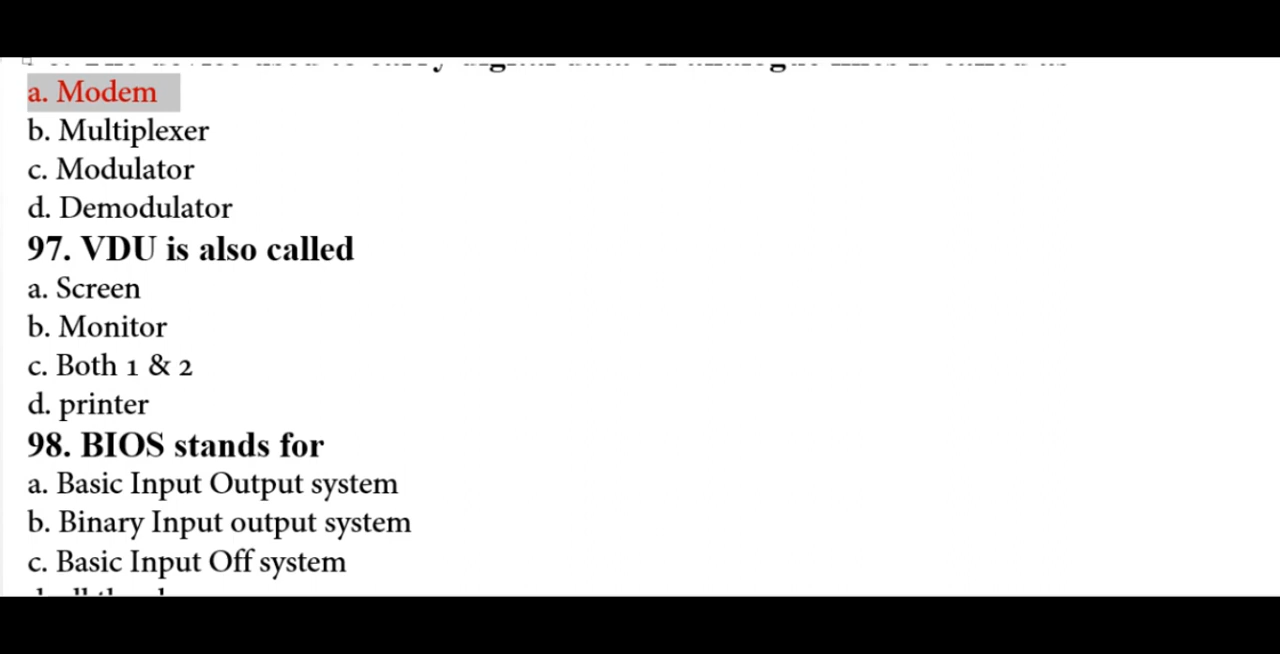 a. Modem
b. Multiplexer
c. Modulator
d. Demodulator
97. VDU is also called
a. Screen
b. Monitor
c. Both 1 & 2
d. printer
98. BIOS stands for
a. Basic Input Output system
b. Binary Input output system
c. Basic Input Off system